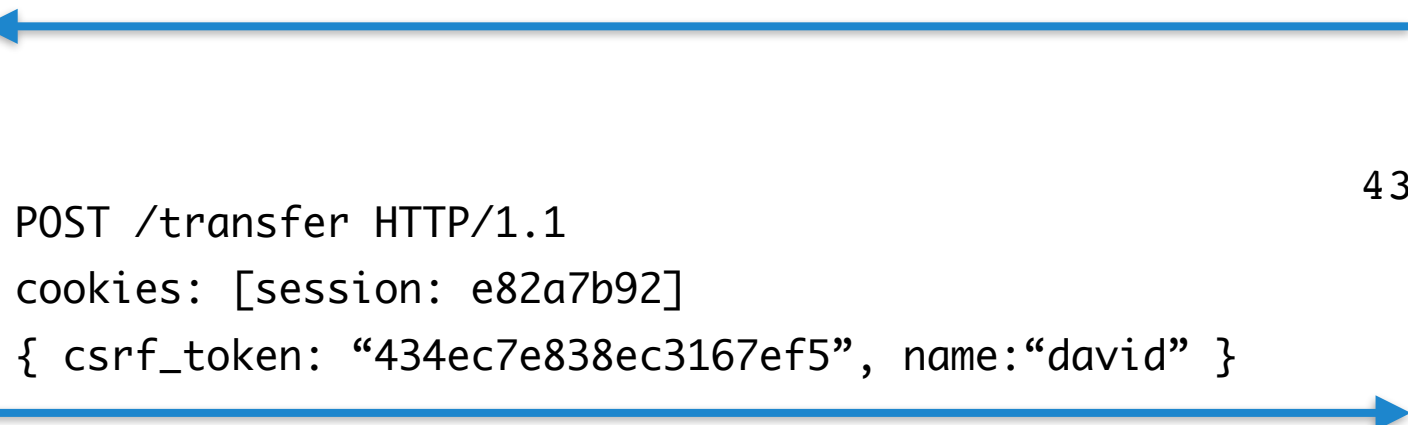 43
POST /transfer HTTP/1.1
cookies: [session: e82a7b92]
{ csrf_token: “434ec7e838ec3167ef5”, name:“david” }